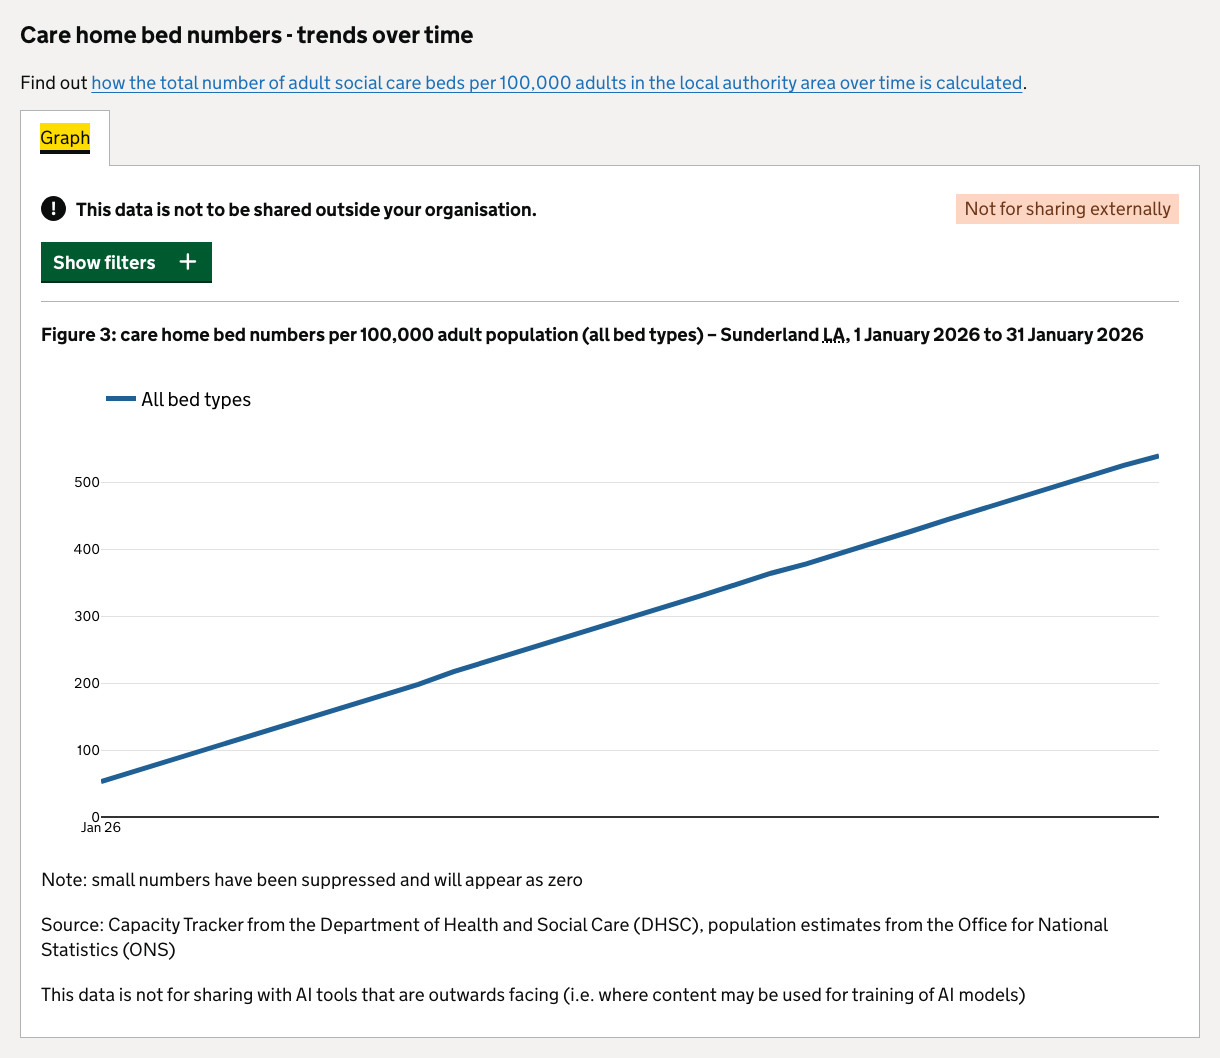 Care home bed numbers - trends over time
Find out how the total number of adult social care beds per 100,000 adults in the local authority area over time is calculated.
Graph
! This data is not to be shared outside your organisation.
Not for sharing externally
Show filters +
Figure 3: care home bed numbers per 100,000 adult population (all bed types) – Sunderland LA, 1 January 2026 to 31 January 2026
All bed types
500
400
300
200
100
0
Jan 26
Note: small numbers have been suppressed and will appear as zero
Source: Capacity Tracker from the Department of Health and Social Care (DHSC), population estimates from the Office for National
Statistics (ONS)
This data is not for sharing with AI tools that are outwards facing (i.e. where content may be used for training of AI models)